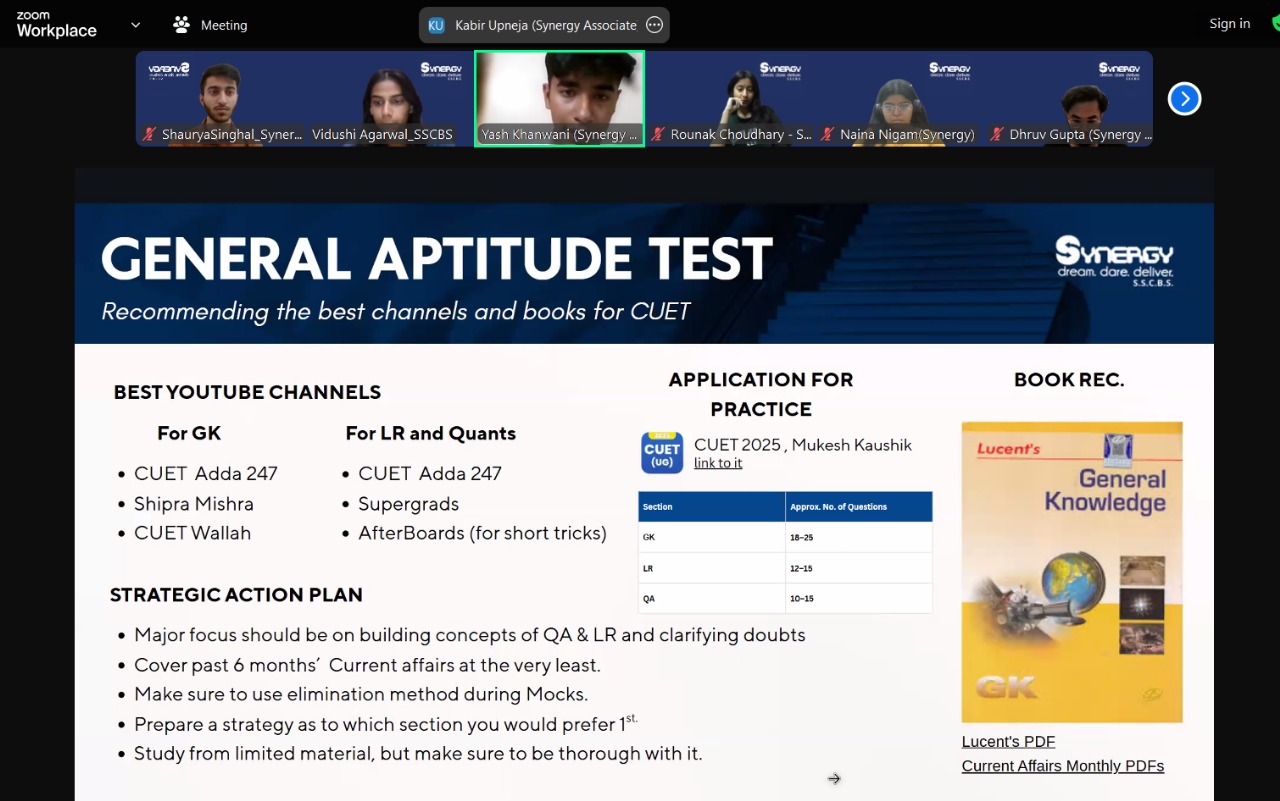 zoom
Workplace
Meeting
KU Kabir Upneja (Synergy Associate
Sign in
SYNERGY
dream. dare. deliver.
S.S.C.B.S.
ShauryaSinghal_Syner...
Vidushi Agarwal_SSCBS
Yash Khanwani (Synergy ...
Rounak Choudhary - S...
Naina Nigam(Synergy)
Dhruv Gupta (Synergy ...
GENERAL APTITUDE TEST
Recommending the best channels and books for CUET
SYNERGY
dream. dare. deliver.
S.S.C.B.S.
BEST YOUTUBE CHANNELS
For GK
• CUET Adda 247
• Shipra Mishra
• CUET Wallah
For LR and Quants
• CUET Adda 247
• Supergrads
• AfterBoards (for short tricks)
APPLICATION FOR
PRACTICE
CUET
(UG)
CUET 2025 , Mukesh Kaushik
link to it
Section Approx. No. of Questions
GK 18–25
LR 12–15
QA 10–15
BOOK REC.
Lucent's
General
Knowledge
GK
Lucent's PDF
Current Affairs Monthly PDFs
STRATEGIC ACTION PLAN
• Major focus should be on building concepts of QA & LR and clarifying doubts
• Cover past 6 months’ Current affairs at the very least.
• Make sure to use elimination method during Mocks.
• Prepare a strategy as to which section you would prefer 1st.
• Study from limited material, but make sure to be thorough with it.